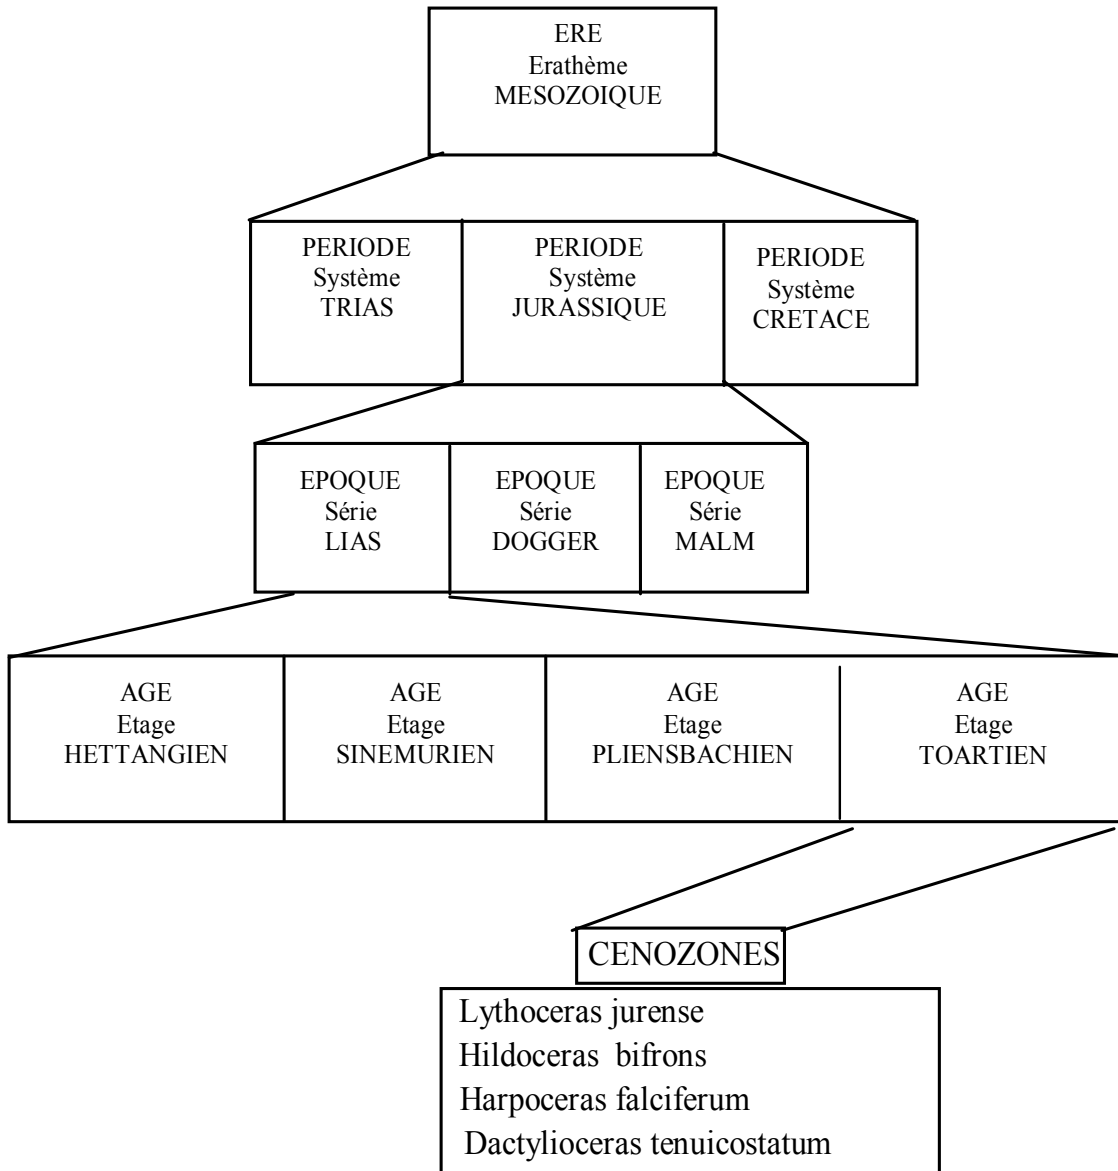 ERE
Erathème
MESOZOIQUE
PERIODE
Système
TRIAS
PERIODE
Système
JURASSIQUE
PERIODE
Système
CRETACE
EPOQUE
Série
LIAS
EPOQUE
Série
DOGGER
EPOQUE
Série
MALM
AGE
Etage
HETTANGIEN
AGE
Etage
SINEMURIEN
AGE
Etage
PLIENSBACHIEN
AGE
Etage
TOARTIEN
CENOZONES
Lythoceras jurense
Hildoceras bifrons
Harpoceras falciferum
Dactylioceras tenuicostatum